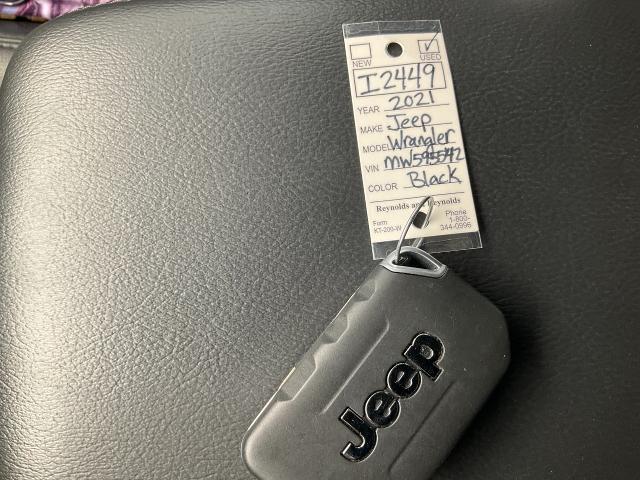 NEW USED
I2449
YEAR 2021
MAKE Jeep
MODEL Wrangler
VIN MW595542
COLOR Black
Reynolds and Reynolds
Form Phone
KT-200-W 1-800-
344-0996
Jeep